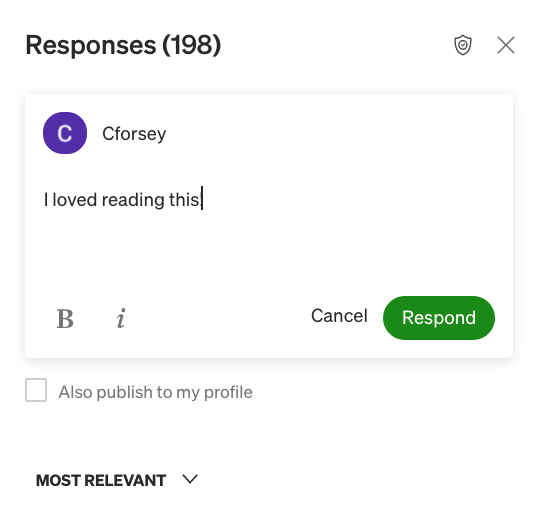 Responses (198)
C
Cforsey
I loved reading this!
B i
Cancel Respond
Also publish to my profile
MOST RELEVANT